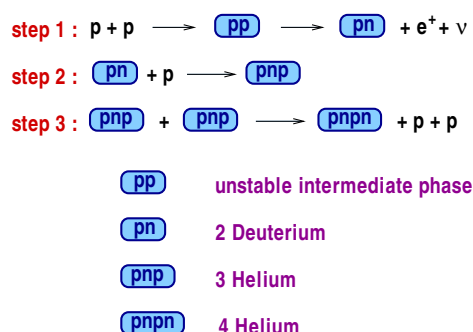 step 1 : p + p → pp → pn + e+ + ν
step 2 : pn + p → pnp
step 3 : pnp + pnp → pnpn + p + p
pp unstable intermediate phase
pn 2 Deuterium
pnp 3 Helium
pnpn 4 Helium